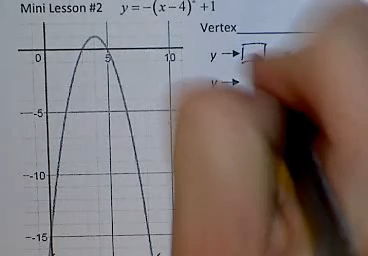 Mini Lesson #2 y=-(x-4)²+1
Vertex
y →
y →
0 5 10
-5
-10
-15